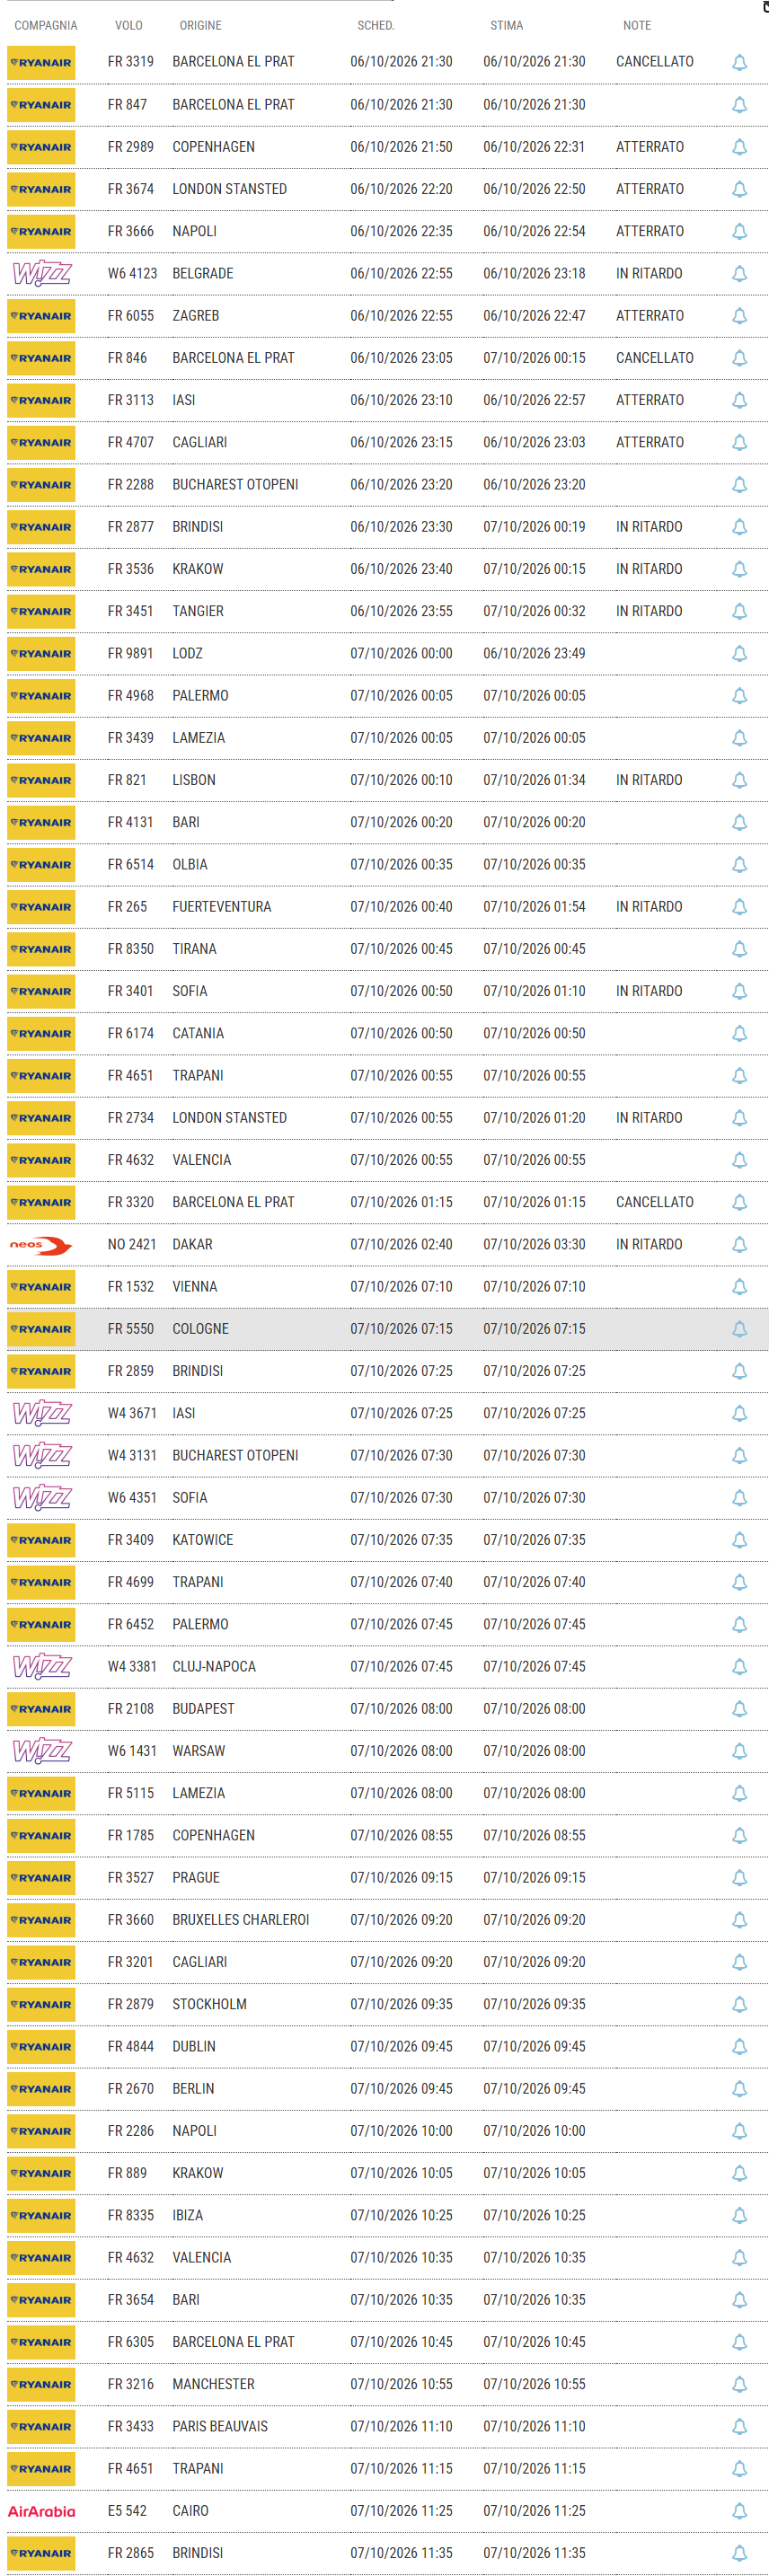 COMPAGNIA VOLO ORIGINE SCHED. STIMA NOTE
RYANAIR FR 3319 BARCELONA EL PRAT 06/10/2026 21:30 06/10/2026 21:30 CANCELLATO
RYANAIR FR 847 BARCELONA EL PRAT 06/10/2026 21:30 06/10/2026 21:30
RYANAIR FR 2989 COPENHAGEN 06/10/2026 21:50 06/10/2026 22:31 ATTERRATO
RYANAIR FR 3674 LONDON STANSTED 06/10/2026 22:20 06/10/2026 22:50 ATTERRATO
RYANAIR FR 3666 NAPOLI 06/10/2026 22:35 06/10/2026 22:54 ATTERRATO
WIZZ W6 4123 BELGRADE 06/10/2026 22:55 06/10/2026 23:18 IN RITARDO
RYANAIR FR 6055 ZAGREB 06/10/2026 22:55 06/10/2026 22:47 ATTERRATO
RYANAIR FR 846 BARCELONA EL PRAT 06/10/2026 23:05 07/10/2026 00:15 CANCELLATO
RYANAIR FR 3113 IASI 06/10/2026 23:10 06/10/2026 22:57 ATTERRATO
RYANAIR FR 4707 CAGLIARI 06/10/2026 23:15 06/10/2026 23:03 ATTERRATO
RYANAIR FR 2288 BUCHAREST OTOPENI 06/10/2026 23:20 06/10/2026 23:20
RYANAIR FR 2877 BRINDISI 06/10/2026 23:30 07/10/2026 00:19 IN RITARDO
RYANAIR FR 3536 KRAKOW 06/10/2026 23:40 07/10/2026 00:15 IN RITARDO
RYANAIR FR 3451 TANGIER 06/10/2026 23:55 07/10/2026 00:32 IN RITARDO
RYANAIR FR 9891 LODZ 07/10/2026 00:00 06/10/2026 23:49
RYANAIR FR 4968 PALERMO 07/10/2026 00:05 07/10/2026 00:05
RYANAIR FR 3439 LAMEZIA 07/10/2026 00:05 07/10/2026 00:05
RYANAIR FR 821 LISBON 07/10/2026 00:10 07/10/2026 01:34 IN RITARDO
RYANAIR FR 4131 BARI 07/10/2026 00:20 07/10/2026 00:20
RYANAIR FR 6514 OLBIA 07/10/2026 00:35 07/10/2026 00:35
RYANAIR FR 265 FUERTEVENTURA 07/10/2026 00:40 07/10/2026 01:54 IN RITARDO
RYANAIR FR 8350 TIRANA 07/10/2026 00:45 07/10/2026 00:45
RYANAIR FR 3401 SOFIA 07/10/2026 00:50 07/10/2026 01:10 IN RITARDO
RYANAIR FR 6174 CATANIA 07/10/2026 00:50 07/10/2026 00:50
RYANAIR FR 4651 TRAPANI 07/10/2026 00:55 07/10/2026 00:55
RYANAIR FR 2734 LONDON STANSTED 07/10/2026 00:55 07/10/2026 01:20 IN RITARDO
RYANAIR FR 4632 VALENCIA 07/10/2026 00:55 07/10/2026 00:55
RYANAIR FR 3320 BARCELONA EL PRAT 07/10/2026 01:15 07/10/2026 01:15 CANCELLATO
neos NO 2421 DAKAR 07/10/2026 02:40 07/10/2026 03:30 IN RITARDO
RYANAIR FR 1532 VIENNA 07/10/2026 07:10 07/10/2026 07:10
RYANAIR FR 5550 COLOGNE 07/10/2026 07:15 07/10/2026 07:15
RYANAIR FR 2859 BRINDISI 07/10/2026 07:25 07/10/2026 07:25
WIZZ W4 3671 IASI 07/10/2026 07:25 07/10/2026 07:25
WIZZ W4 3131 BUCHAREST OTOPENI 07/10/2026 07:30 07/10/2026 07:30
WIZZ W6 4351 SOFIA 07/10/2026 07:30 07/10/2026 07:30
RYANAIR FR 3409 KATOWICE 07/10/2026 07:35 07/10/2026 07:35
RYANAIR FR 4699 TRAPANI 07/10/2026 07:40 07/10/2026 07:40
RYANAIR FR 6452 PALERMO 07/10/2026 07:45 07/10/2026 07:45
WIZZ W4 3381 CLUJ-NAPOCA 07/10/2026 07:45 07/10/2026 07:45
RYANAIR FR 2108 BUDAPEST 07/10/2026 08:00 07/10/2026 08:00
WIZZ W6 1431 WARSAW 07/10/2026 08:00 07/10/2026 08:00
RYANAIR FR 5115 LAMEZIA 07/10/2026 08:00 07/10/2026 08:00
RYANAIR FR 1785 COPENHAGEN 07/10/2026 08:55 07/10/2026 08:55
RYANAIR FR 3527 PRAGUE 07/10/2026 09:15 07/10/2026 09:15
RYANAIR FR 3660 BRUXELLES CHARLEROI 07/10/2026 09:20 07/10/2026 09:20
RYANAIR FR 3201 CAGLIARI 07/10/2026 09:20 07/10/2026 09:20
RYANAIR FR 2879 STOCKHOLM 07/10/2026 09:35 07/10/2026 09:35
RYANAIR FR 4844 DUBLIN 07/10/2026 09:45 07/10/2026 09:45
RYANAIR FR 2670 BERLIN 07/10/2026 09:45 07/10/2026 09:45
RYANAIR FR 2286 NAPOLI 07/10/2026 10:00 07/10/2026 10:00
RYANAIR FR 889 KRAKOW 07/10/2026 10:05 07/10/2026 10:05
RYANAIR FR 8335 IBIZA 07/10/2026 10:25 07/10/2026 10:25
RYANAIR FR 4632 VALENCIA 07/10/2026 10:35 07/10/2026 10:35
RYANAIR FR 3654 BARI 07/10/2026 10:35 07/10/2026 10:35
RYANAIR FR 6305 BARCELONA EL PRAT 07/10/2026 10:45 07/10/2026 10:45
RYANAIR FR 3216 MANCHESTER 07/10/2026 10:55 07/10/2026 10:55
RYANAIR FR 3433 PARIS BEAUVAIS 07/10/2026 11:10 07/10/2026 11:10
RYANAIR FR 4651 TRAPANI 07/10/2026 11:15 07/10/2026 11:15
AirArabia E5 542 CAIRO 07/10/2026 11:25 07/10/2026 11:25
RYANAIR FR 2865 BRINDISI 07/10/2026 11:35 07/10/2026 11:35